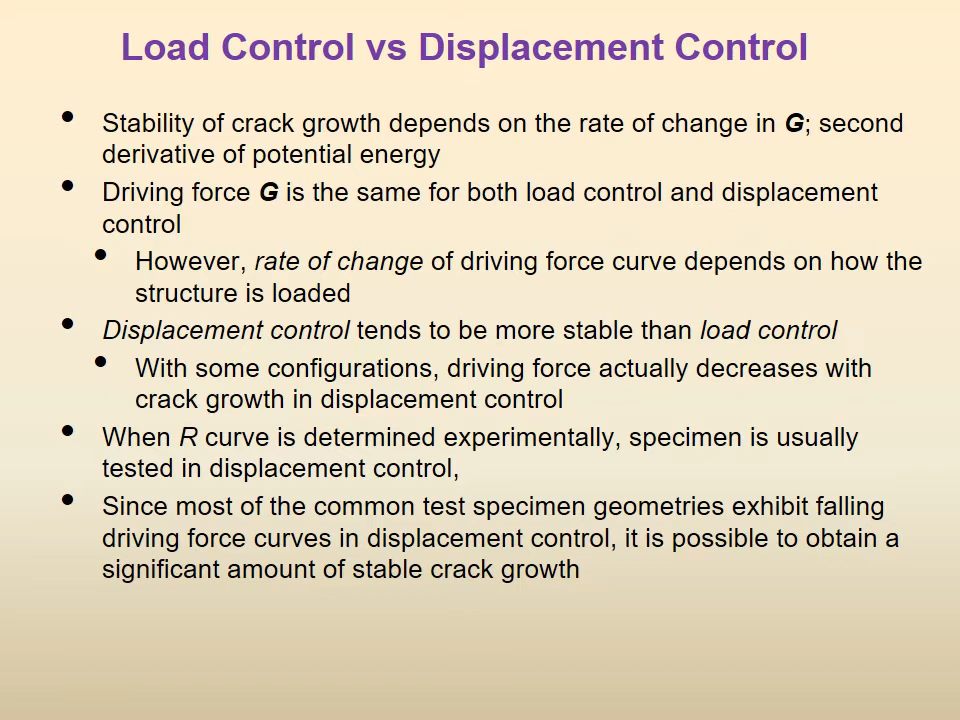 Load Control vs Displacement Control
• Stability of crack growth depends on the rate of change in G; second
derivative of potential energy
• Driving force G is the same for both load control and displacement
control
• However, rate of change of driving force curve depends on how the
structure is loaded
• Displacement control tends to be more stable than load control
• With some configurations, driving force actually decreases with
crack growth in displacement control
• When R curve is determined experimentally, specimen is usually
tested in displacement control,
• Since most of the common test specimen geometries exhibit falling
driving force curves in displacement control, it is possible to obtain a
significant amount of stable crack growth